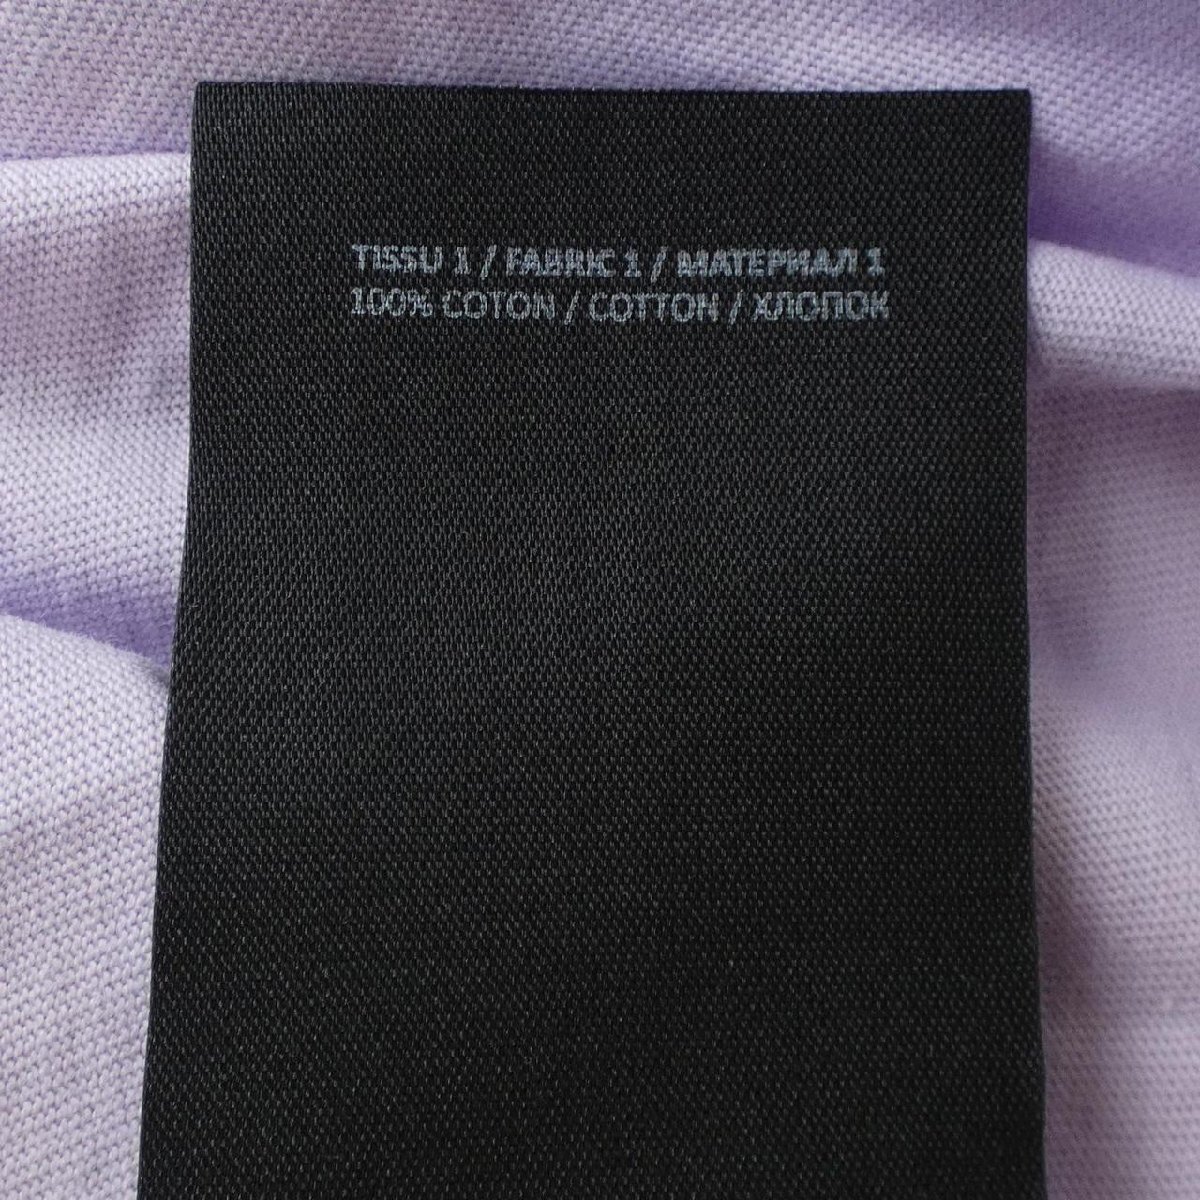 TISSU 1 / FABRIC 1 / МАТЕРИАЛ 1
100% COTON / COTTON / ХЛОПОК